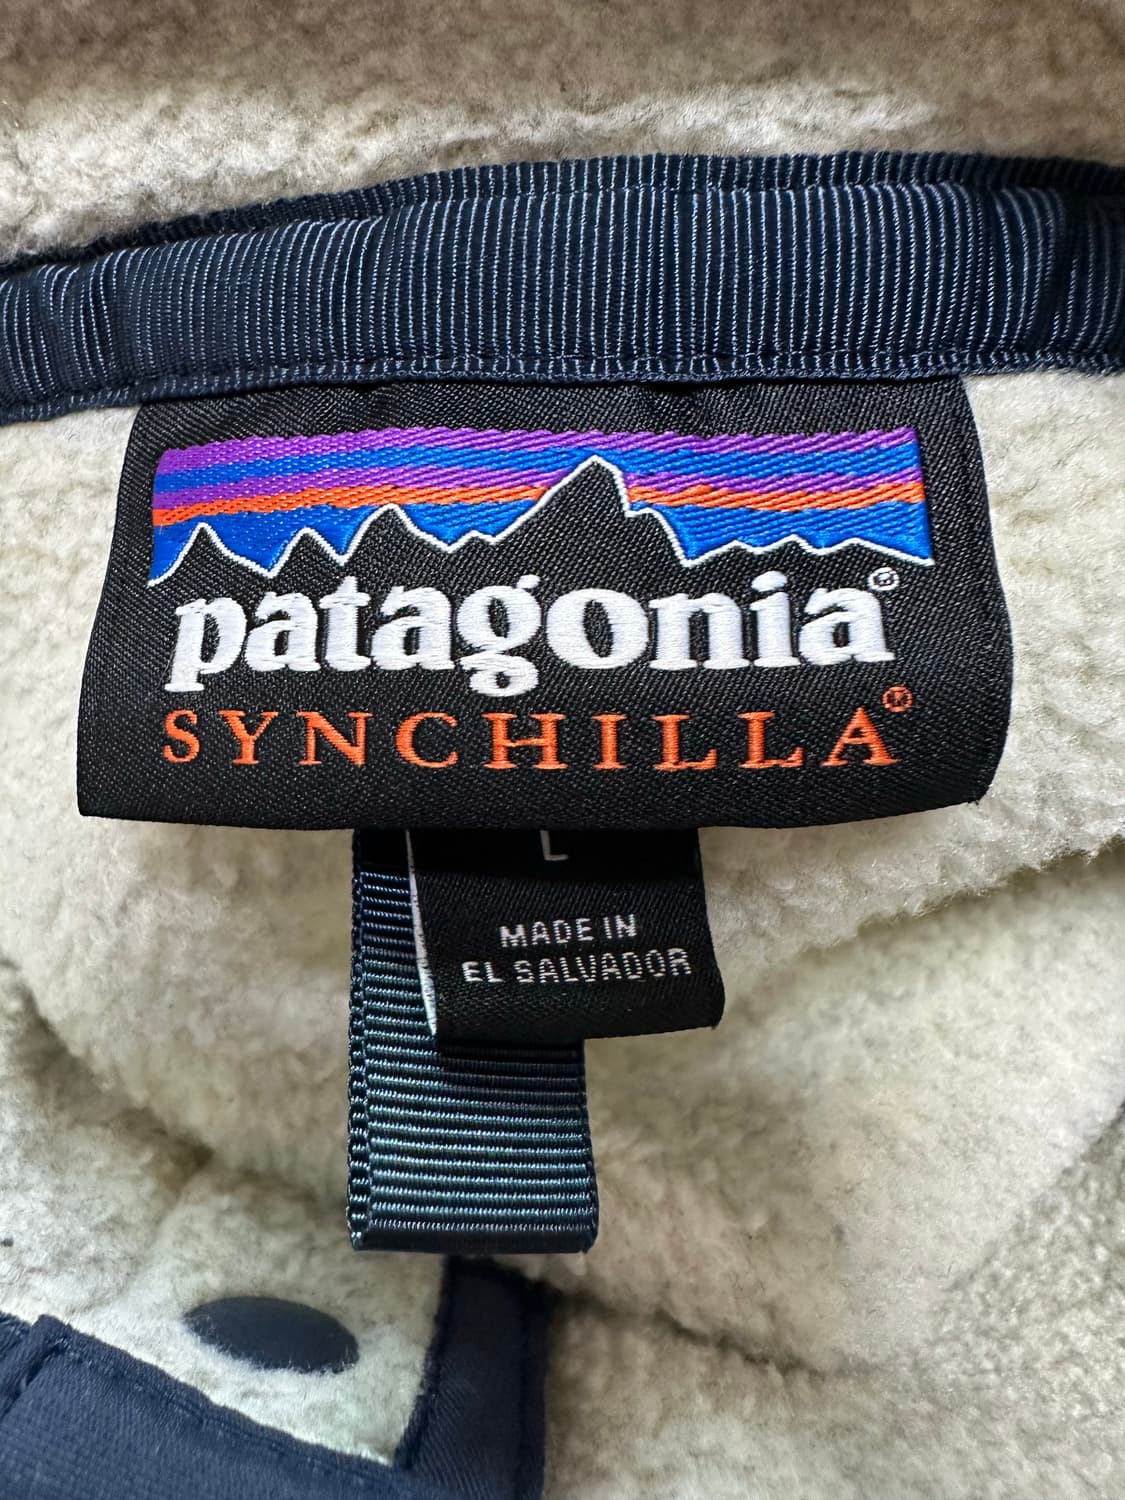 patagonia®
SYNCHILLA®
L
MADE IN
EL SALVADOR